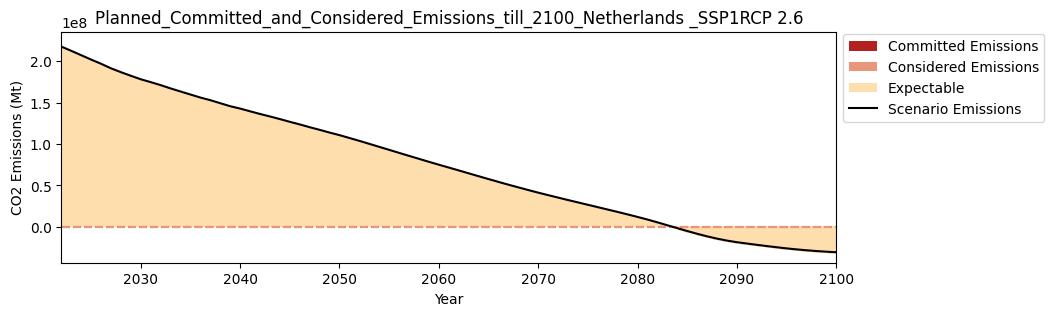 Planned_Committed_and_Considered_Emissions_till_2100_Netherlands _SSP1RCP 2.6
1e8
2.0
1.5
1.0
0.5
0.0
CO2 Emissions (Mt)
2030 2040 2050 2060 2070 2080 2090 2100
Year
Committed Emissions
Considered Emissions
Expectable
Scenario Emissions